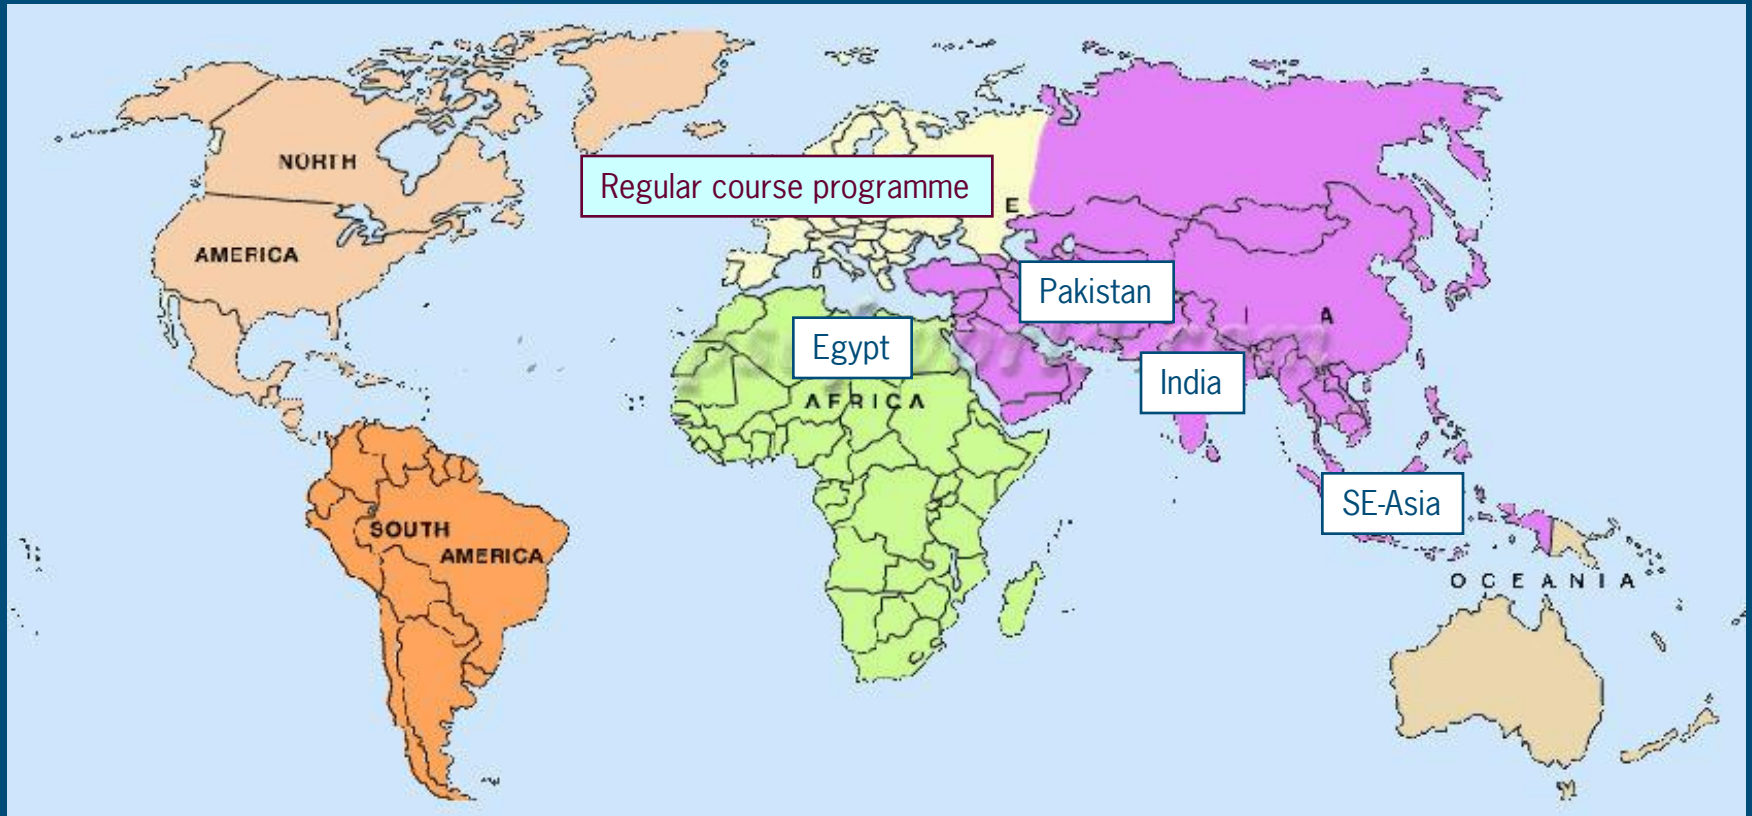 NORTH
AMERICA
Regular course programme
E
Pakistan
I A
Egypt
India
AFRICA
SOUTH
AMERICA
SE-Asia
OCEANIA